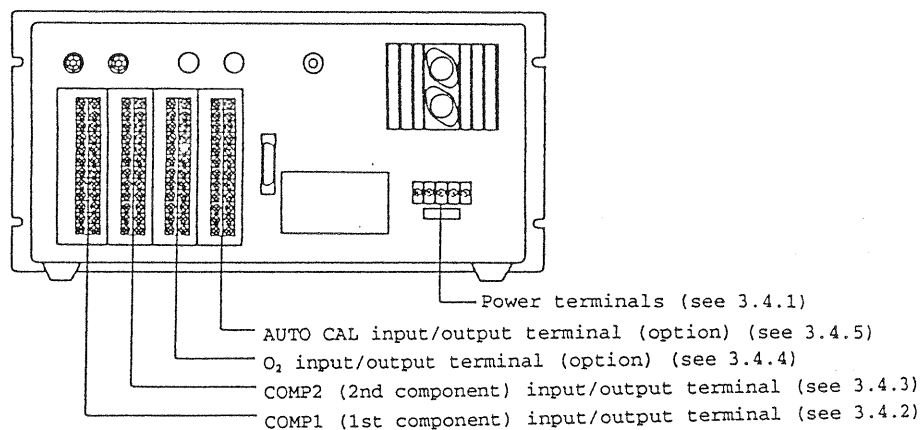 Power terminals (see 3.4.1)
AUTO CAL input/output terminal (option) (see 3.4.5)
O₂ input/output terminal (option) (see 3.4.4)
COMP2 (2nd component) input/output terminal (see 3.4.3)
COMP1 (1st component) input/output terminal (see 3.4.2)